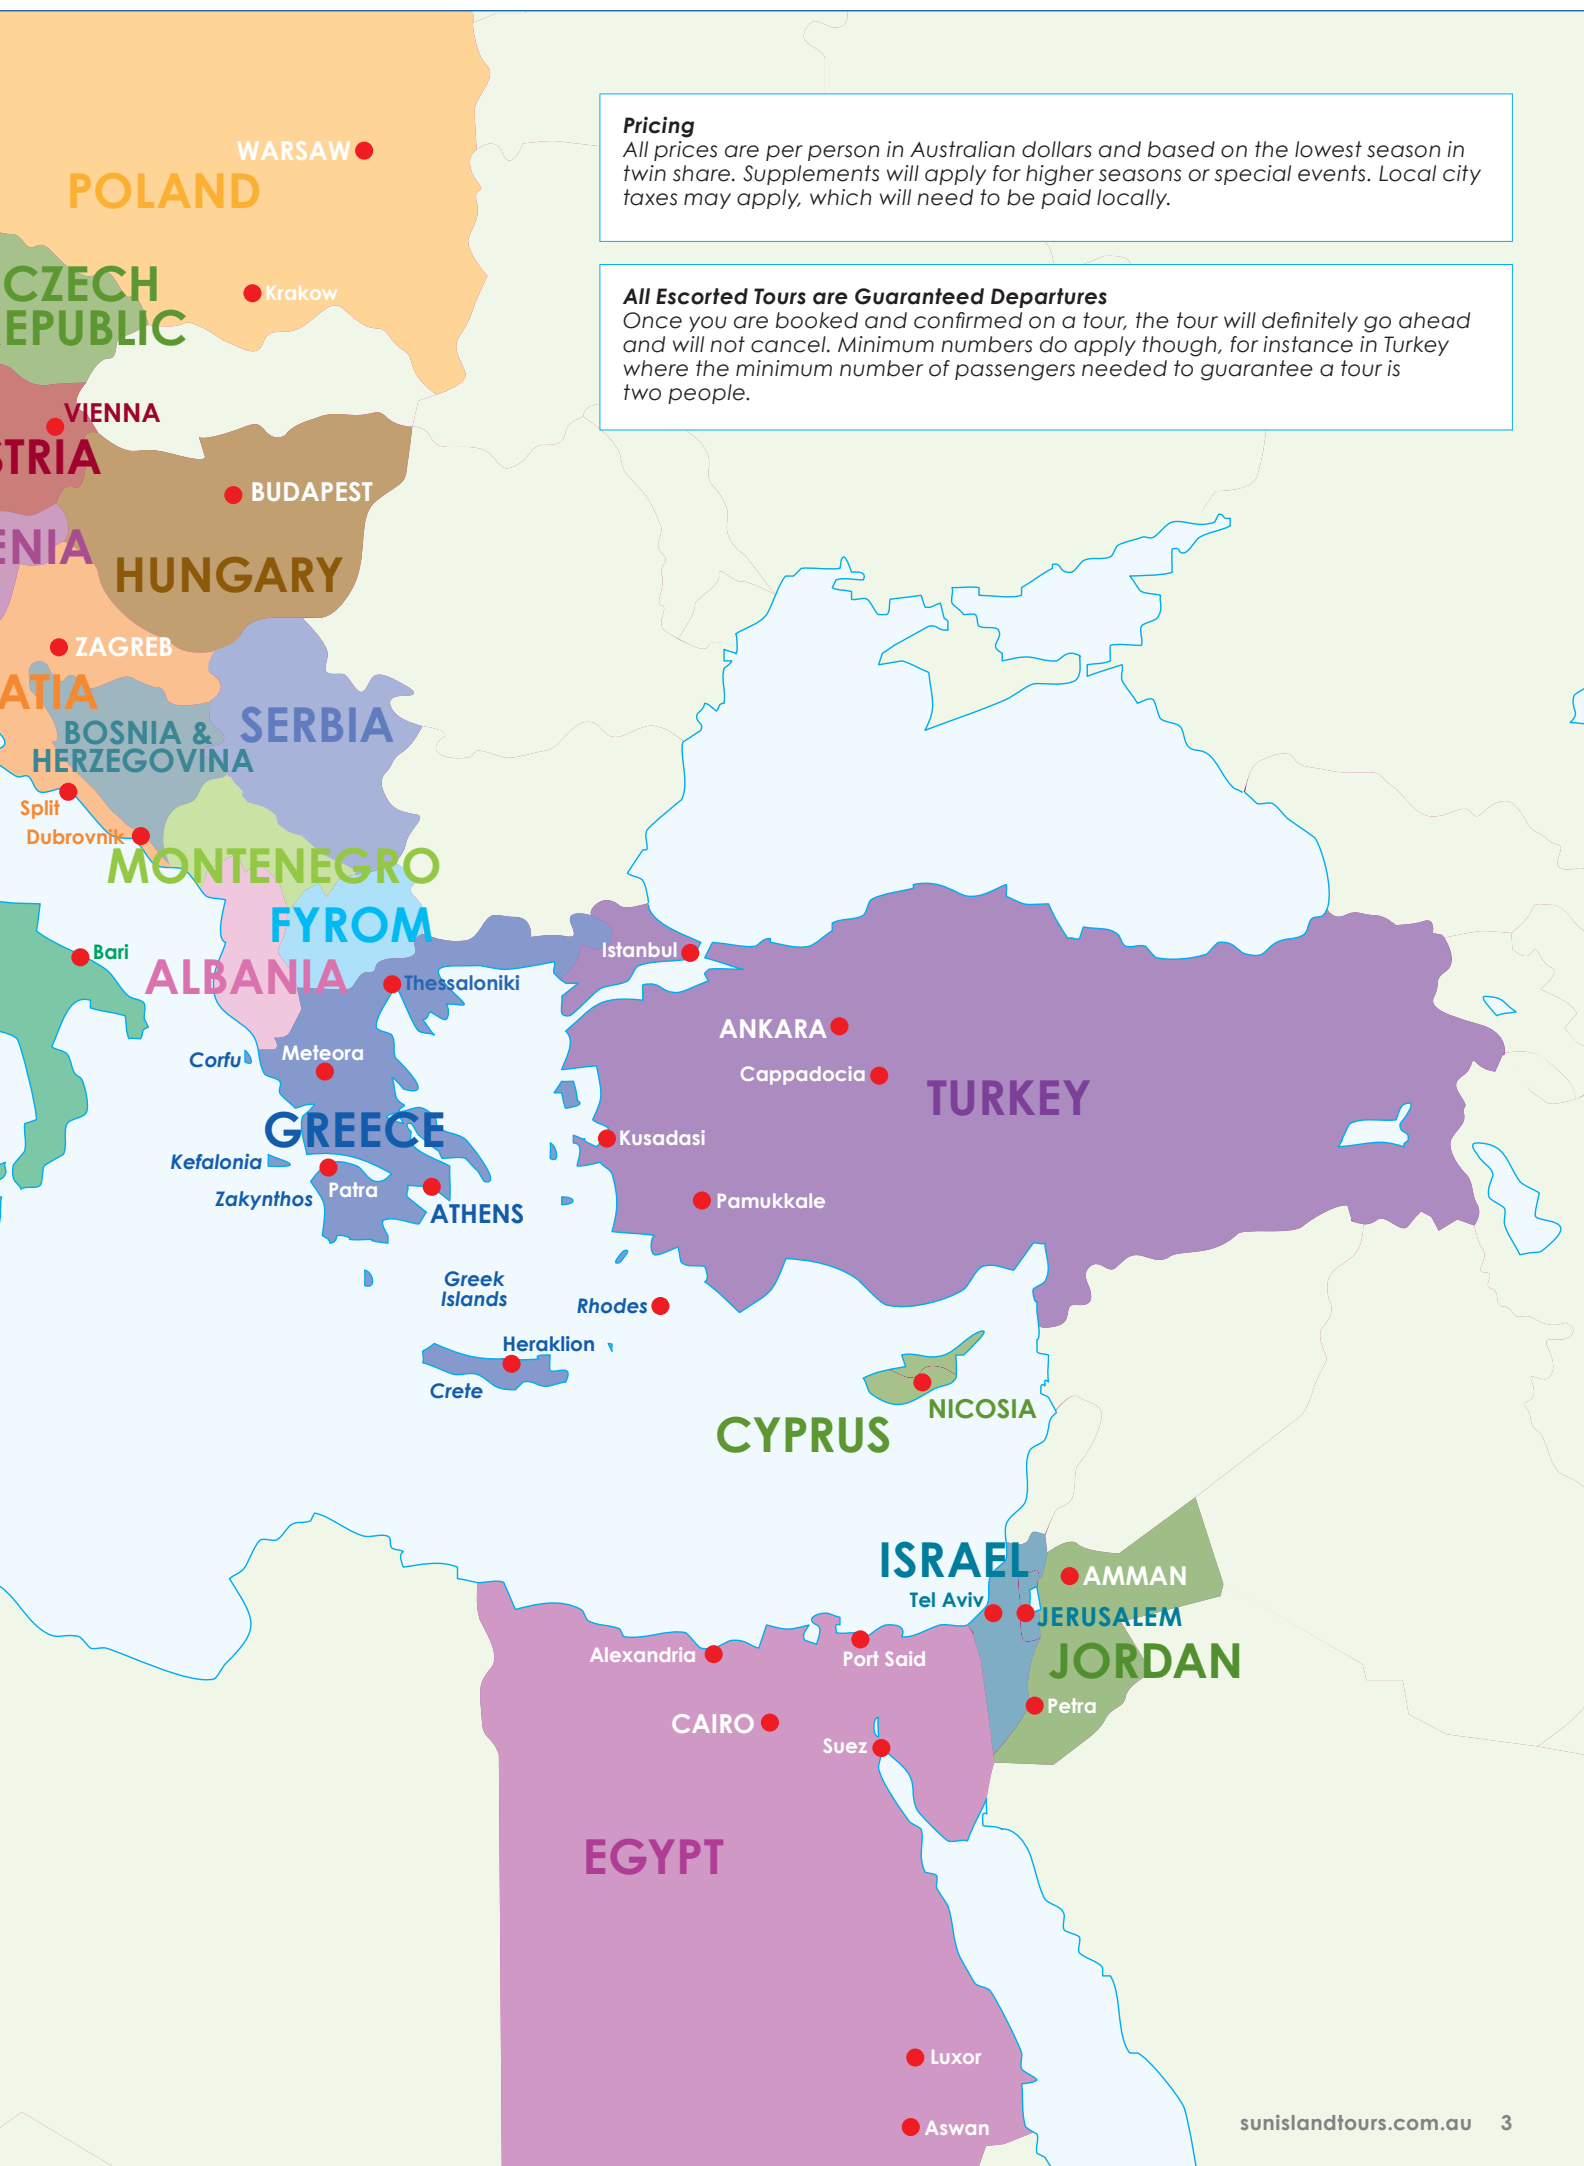 Pricing
All prices are per person in Australian dollars and based on the lowest season in
twin share. Supplements will apply for higher seasons or special events. Local city
taxes may apply, which will need to be paid locally.
All Escorted Tours are Guaranteed Departures
Once you are booked and confirmed on a tour, the tour will definitely go ahead
and will not cancel. Minimum numbers do apply though, for instance in Turkey
where the minimum number of passengers needed to guarantee a tour is
two people.
WARSAW
POLAND
CZECH
EPUBLIC
Krakow
VIENNA
STRIA
BUDAPEST
ENIA
HUNGARY
ZAGREB
ATIA
BOSNIA &
HERZEGOVINA
SERBIA
Split
Dubrovnik
MONTENEGRO
FYROM
Bari
ALBANIA
Thessaloniki
Istanbul
Corfu
Meteora
ANKARA
Cappadocia
TURKEY
GREECE
Kusadasi
Kefalonia
Zakynthos
Patra
ATHENS
Pamukkale
Greek
Islands
Rhodes
Heraklion
Crete
NICOSIA
CYPRUS
ISRAEL
AMMAN
Tel Aviv
JERUSALEM
Alexandria
Port Said
JORDAN
Petra
CAIRO
Suez
EGYPT
Luxor
Aswan
sunislandtours.com.au 3